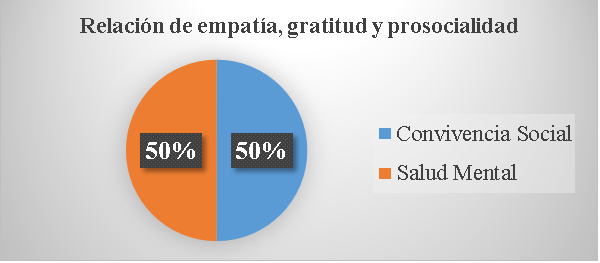 Relación de empatía, gratitud y prosocialidad
50%
50%
Convivencia Social
Salud Mental